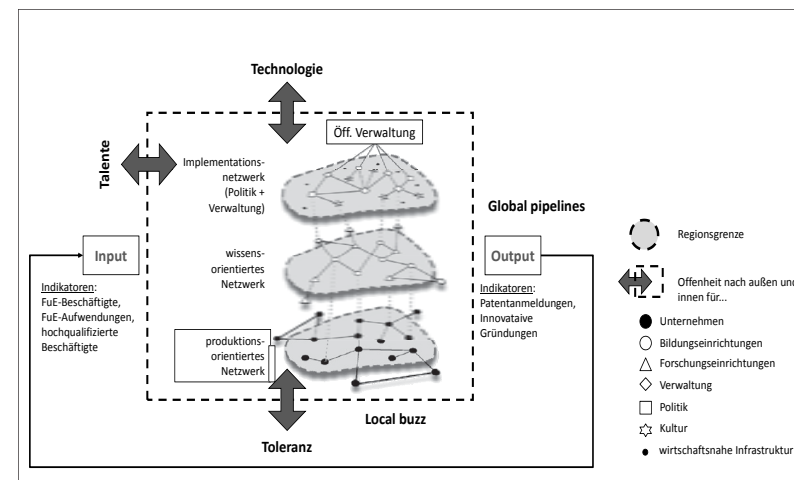 Technologie
Öff. Verwaltung
Talente
Implementations-
netzwerk
(Politik +
Verwaltung)
Global pipelines
Input
wissens-
orientiertes
Netzwerk
Output
Indikatoren:
FuE-Beschäftigte,
FuE-Aufwendungen,
hochqualifizierte
Beschäftigte
Indikatoren:
Patentanmeldungen,
Innovataive
Gründungen
produktions-
orientiertes
Netzwerk
Local buzz
Toleranz
Regionsgrenze
Offenheit nach außen und
innen für...
Unternehmen
Bildungseinrichtungen
Forschungseinrichtungen
Verwaltung
Politik
Kultur
wirtschaftsnahe Infrastruktur